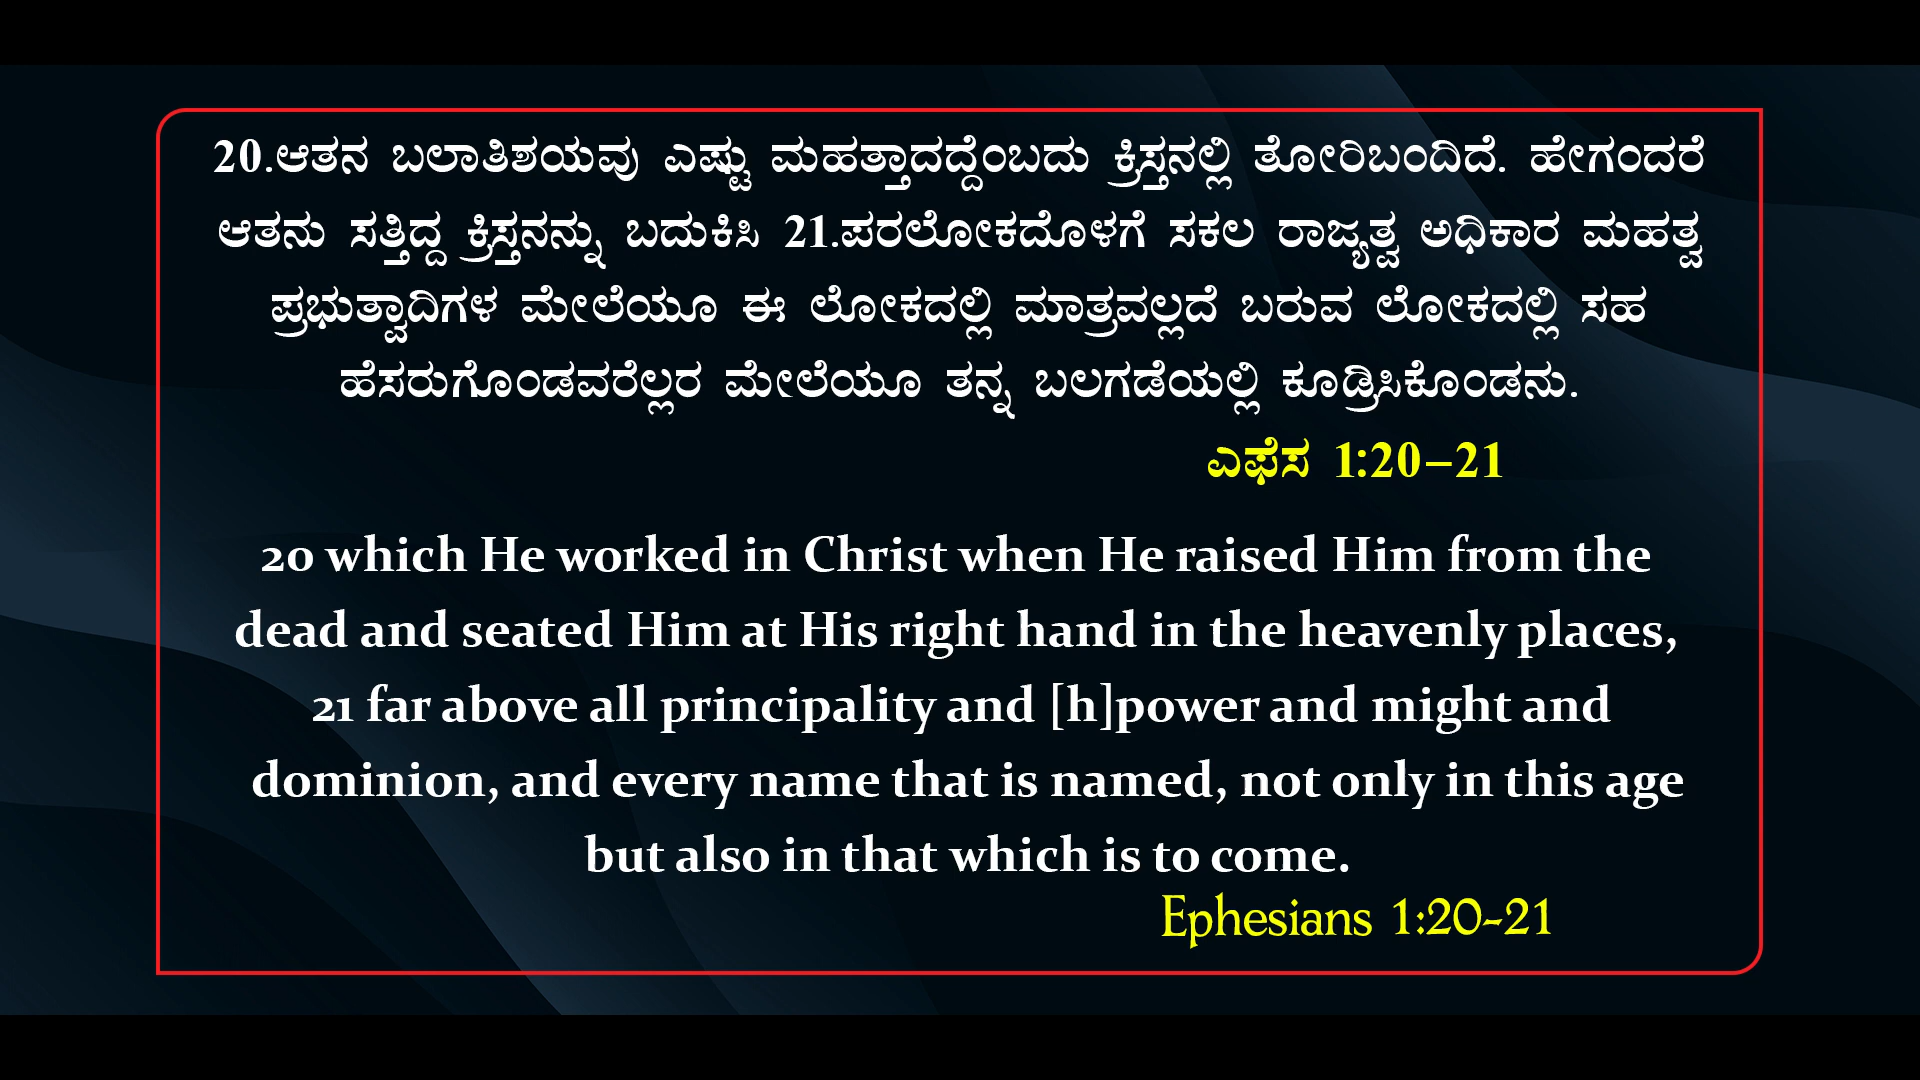 20.ಆತನ ಬಲಾತಿಶಯವು ಎಷ್ಟು ಮಹತ್ತಾದದ್ದೆಂಬದು ಕ್ರಿಸ್ತನಲ್ಲಿ ತೋರಿಬಂದಿದೆ. ಹೇಗಂದರೆ
ಆತನು ಸತ್ತಿದ್ದ ಕ್ರಿಸ್ತನನ್ನು ಬದುಕಿಸಿ 21.ಪರಲೋಕದೊಳಗೆ ಸಕಲ ರಾಜ್ಯತ್ವ ಅಧಿಕಾರ ಮಹತ್ವ
ಪ್ರಭುತ್ವಾದಿಗಳ ಮೇಲೆಯೂ ಈ ಲೋಕದಲ್ಲಿ ಮಾತ್ರವಲ್ಲದೆ ಬರುವ ಲೋಕದಲ್ಲಿ ಸಹ
ಹೆಸರುಗೊಂಡವರೆಲ್ಲರ ಮೇಲೆಯೂ ತನ್ನ ಬಲಗಡೆಯಲ್ಲಿ ಕೂಡ್ರಿಸಿಕೊಂಡನು.
ಎಫೆಸ 1:20–21
20 which He worked in Christ when He raised Him from the
dead and seated Him at His right hand in the heavenly places,
21 far above all principality and [h]power and might and
dominion, and every name that is named, not only in this age
but also in that which is to come.
Ephesians 1:20-21